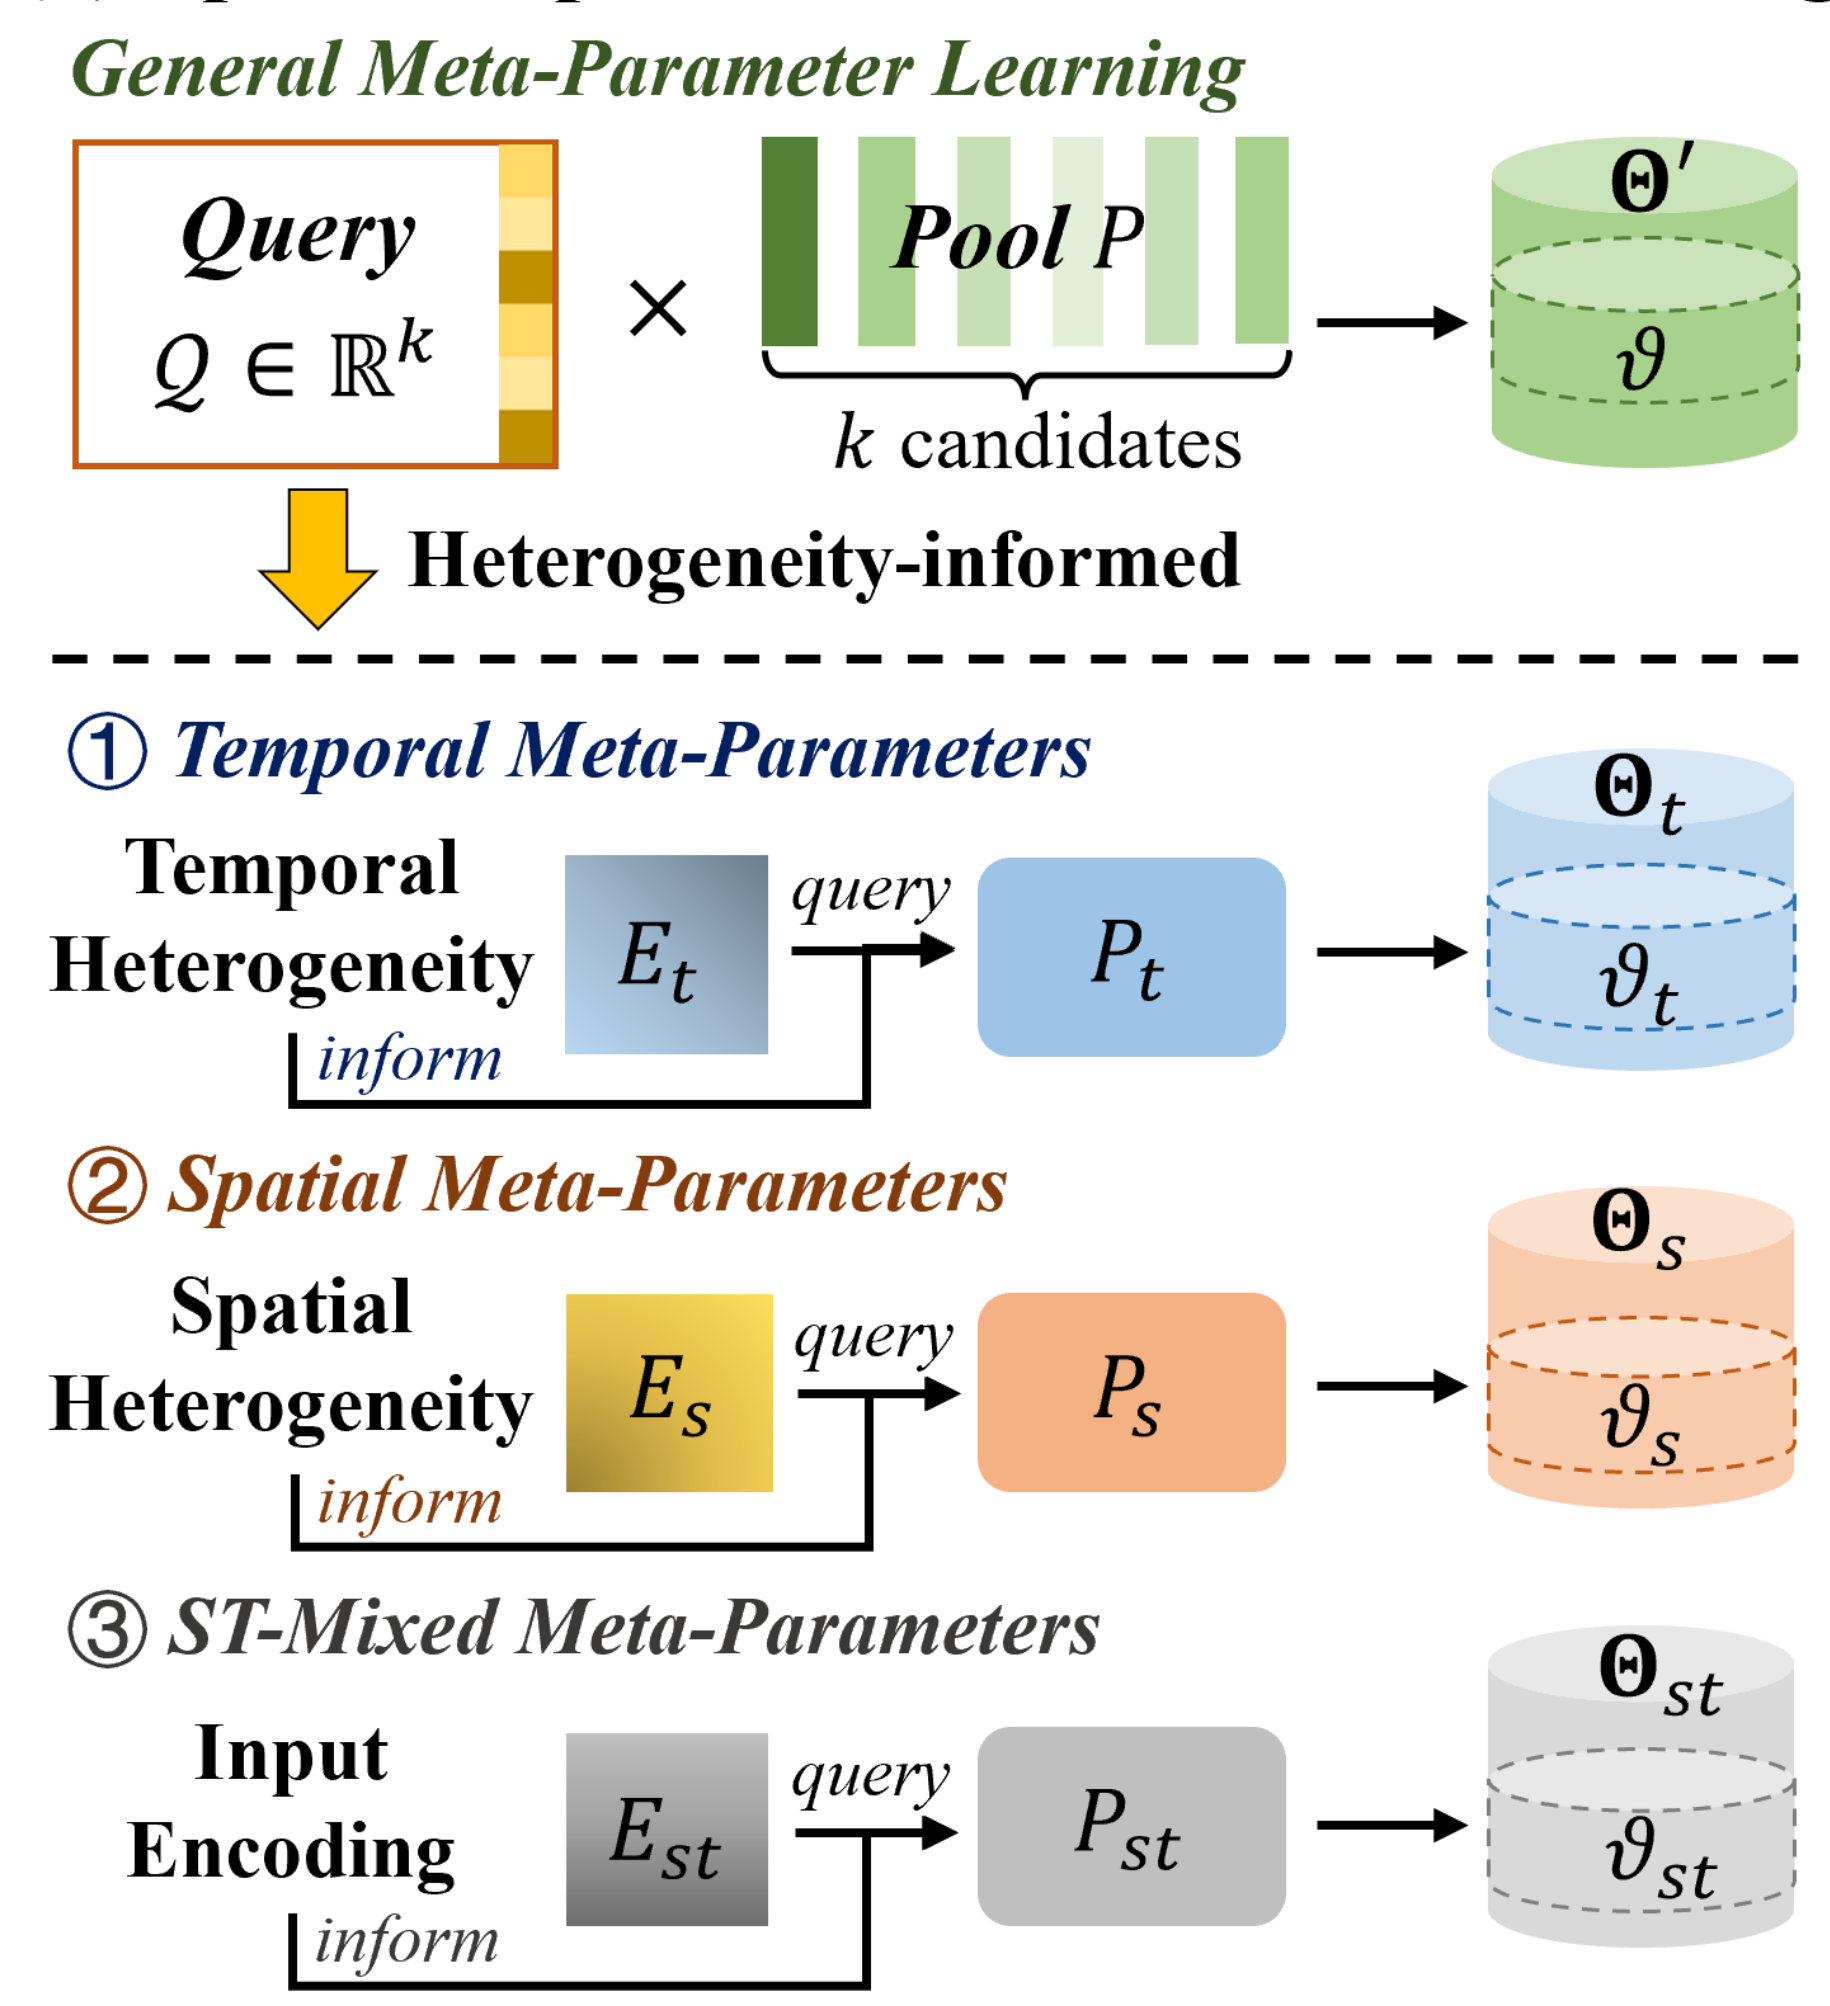 General Meta-Parameter Learning
Query
Q ∈ ℝ^k
×
Pool P
k candidates
Θ′
ϑ
Heterogeneity-informed
① Temporal Meta-Parameters
Temporal
Heterogeneity
inform
E_t
query
P_t
Θ_t
ϑ_t
② Spatial Meta-Parameters
Spatial
Heterogeneity
inform
E_s
query
P_s
Θ_s
ϑ_s
③ ST-Mixed Meta-Parameters
Input
Encoding
inform
E_st
query
P_st
Θ_st
ϑ_st